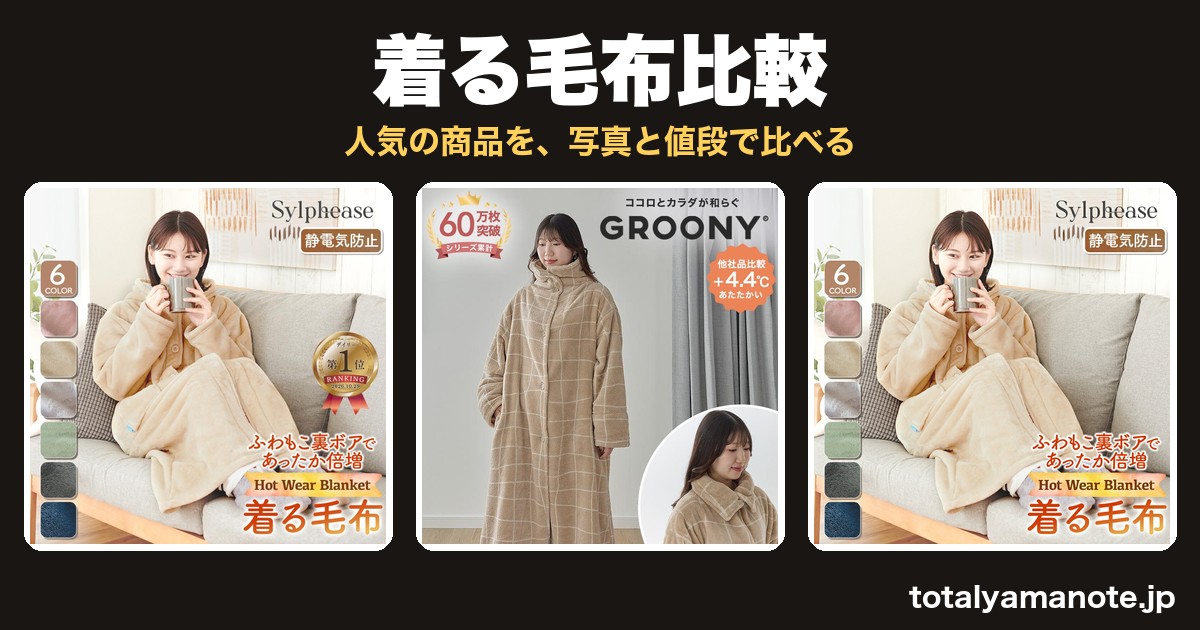 着る毛布比較
人気の商品を、写真と値段で比べる
Sylphease
静電気防止
6
COLOR
第1位
RANKING
ふわもこ裏ボアで
あったか倍増
Hot Wear Blanket
着る毛布
60万枚
突破
シリーズ累計
ココロとカラダが和らぐ
GROONY
他社品比較
+4.4℃
あたたかい
Sylphease
静電気防止
6
COLOR
ふわもこ裏ボアで
あったか倍増
Hot Wear Blanket
着る毛布
totalyamanote.jp